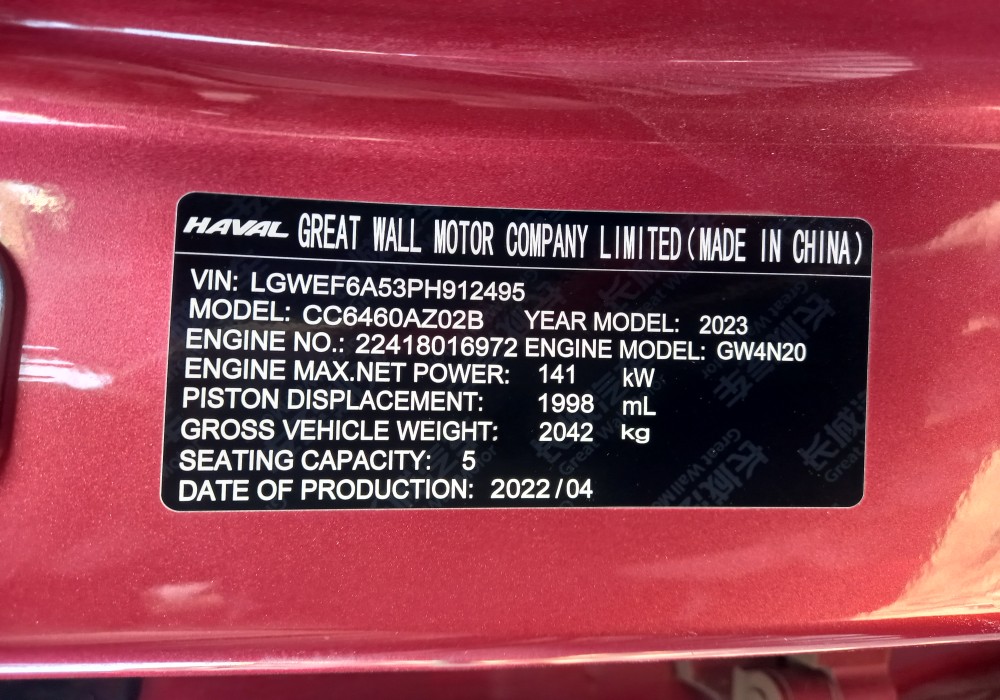 HAVAL GREAT WALL MOTOR COMPANY LIMITED(MADE IN CHINA)
VIN: LGWEF6A53PH912495
MODEL: CC6460AZ02B YEAR MODEL: 2023
ENGINE NO.: 22418016972 ENGINE MODEL: GW4N20
ENGINE MAX.NET POWER: 141 kW
PISTON DISPLACEMENT: 1998 mL
GROSS VEHICLE WEIGHT: 2042 kg
SEATING CAPACITY: 5
DATE OF PRODUCTION: 2022/04